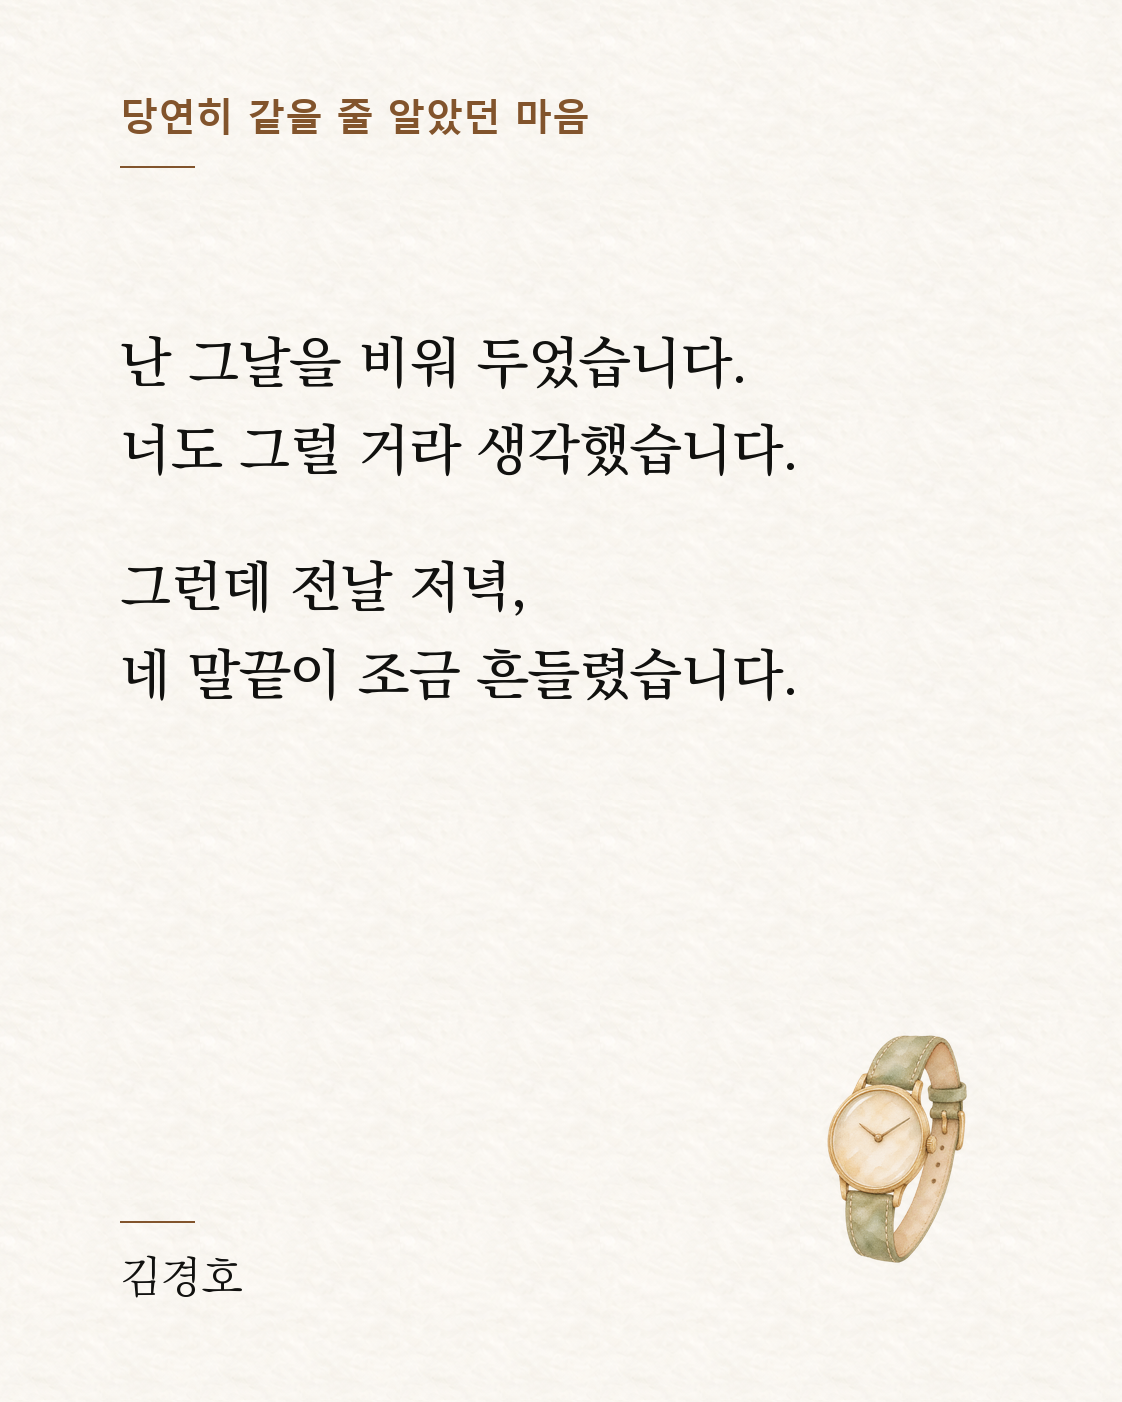 당연히 같을 줄 알았던 마음
난 그날을 비워 두었습니다.
너도 그럴 거라 생각했습니다.
그런데 전날 저녁,
네 말끝이 조금 흔들렸습니다.
김경호